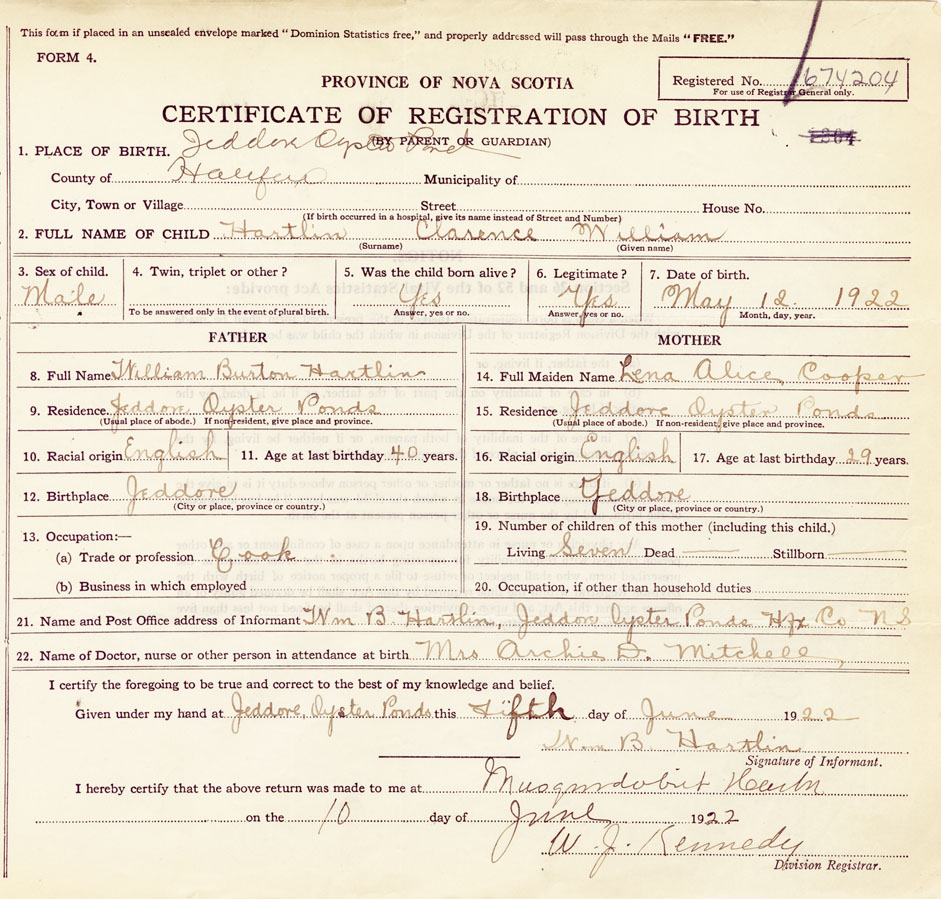 This form if placed in an unsealed envelope marked "Dominion Statistics free," and properly addressed will pass through the Mails "FREE."
FORM 4.
Registered No. 674204
For use of Registrar General only.
PROVINCE OF NOVA SCOTIA
CERTIFICATE OF REGISTRATION OF BIRTH
(BY PARENT OR GUARDIAN)
1. PLACE OF BIRTH. Jeddore Oyster Pond
County of Halifax Municipality of
City, Town or Village Street House No.
(If birth occurred in a hospital, give its name instead of Street and Number)
2. FULL NAME OF CHILD Hartlin Clarence William
(Surname) (Given name)
3. Sex of child. 4. Twin, triplet or other? 5. Was the child born alive? 6. Legitimate? 7. Date of birth.
Male Yes Yes May 12. 1922
To be answered only in the event of plural birth. Answer, yes or no. Answer, yes or no. Month, day, year.
FATHER
8. Full Name William Burton Hartlin
9. Residence. Jeddore Oyster Ponds
(Usual place of abode.) If non-resident, give place and province.
10. Racial origin English 11. Age at last birthday 40 years.
12. Birthplace Jeddore
(City or place, province or country.)
13. Occupation:—
(a) Trade or profession Cook
(b) Business in which employed
MOTHER
14. Full Maiden Name Lena Alice Cooper
15. Residence Jeddore Oyster Ponds
(Usual place of abode.) If non-resident, give place and province.
16. Racial origin English 17. Age at last birthday 29 years.
18. Birthplace Jeddore
(City or place, province or country.)
19. Number of children of this mother (including this child.)
Living Seven Dead — Stillborn —
20. Occupation, if other than household duties
21. Name and Post Office address of Informant Wm B. Hartlin, Jeddore Oyster Ponds Hfx Co N S
22. Name of Doctor, nurse or other person in attendance at birth Mrs Archie D. Mitchell,
I certify the foregoing to be true and correct to the best of my knowledge and belief.
Given under my hand at Jeddore, Oyster Ponds this Fifth day of June 1922
Wm B. Hartlin
Signature of Informant.
I hereby certify that the above return was made to me at Musquodoboit
on the 10 day of June 1922
W. J. Kennedy
Division Registrar.